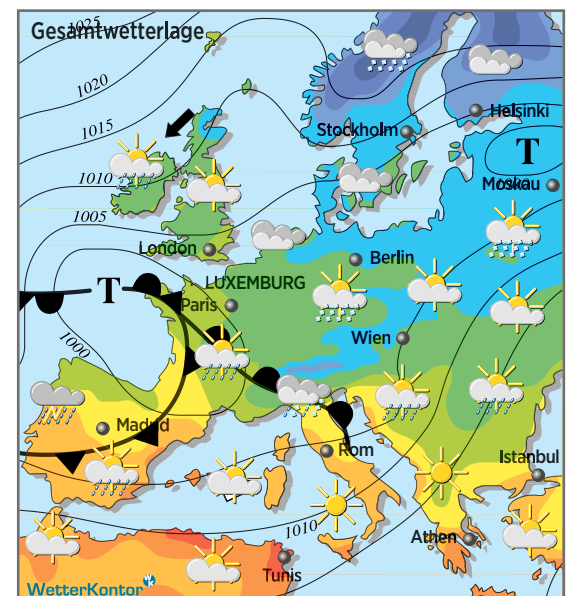 1025
Gesamtwetterlage
1020
1015
Helsinki
Stockholm
T
1010
Moskau
1005
London
Berlin
LUXEMBURG
T
Paris
1000
Wien
Madrid
Rom
Istanbul
1010
Athen
Tunis
WetterKontor
WK